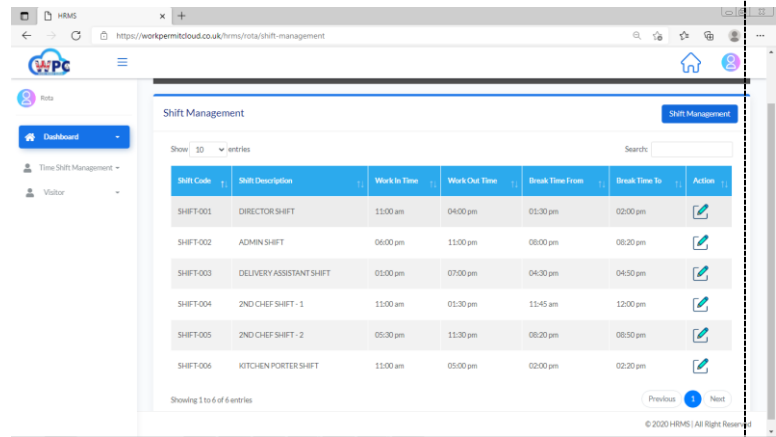 HRMS
https://workpermitcloud.co.uk/hrms/rota/shift-management
WPC
Rota
Dashboard
Time Shift Management
Visitor
Shift Management
Shift Management
Show 10 entries
Search:
Shift Code Shift Description Work In Time Work Out Time Break Time From Break Time To Action
SHIFT-001 DIRECTOR SHIFT 11:00 am 04:00 pm 01:30 pm 02:00 pm
SHIFT-002 ADMIN SHIFT 06:00 pm 11:00 pm 08:00 pm 08:20 pm
SHIFT-003 DELIVERY ASSISTANT SHIFT 01:00 pm 07:00 pm 04:30 pm 04:50 pm
SHIFT-004 2ND CHEF SHIFT - 1 11:00 am 01:30 pm 11:45 am 12:00 pm
SHIFT-005 2ND CHEF SHIFT - 2 05:30 pm 11:30 pm 08:20 pm 08:50 pm
SHIFT-006 KITCHEN PORTER SHIFT 11:00 am 05:00 pm 02:00 pm 02:20 pm
Showing 1 to 6 of 6 entries
Previous 1 Next
© 2020 HRMS | All Right Reserved